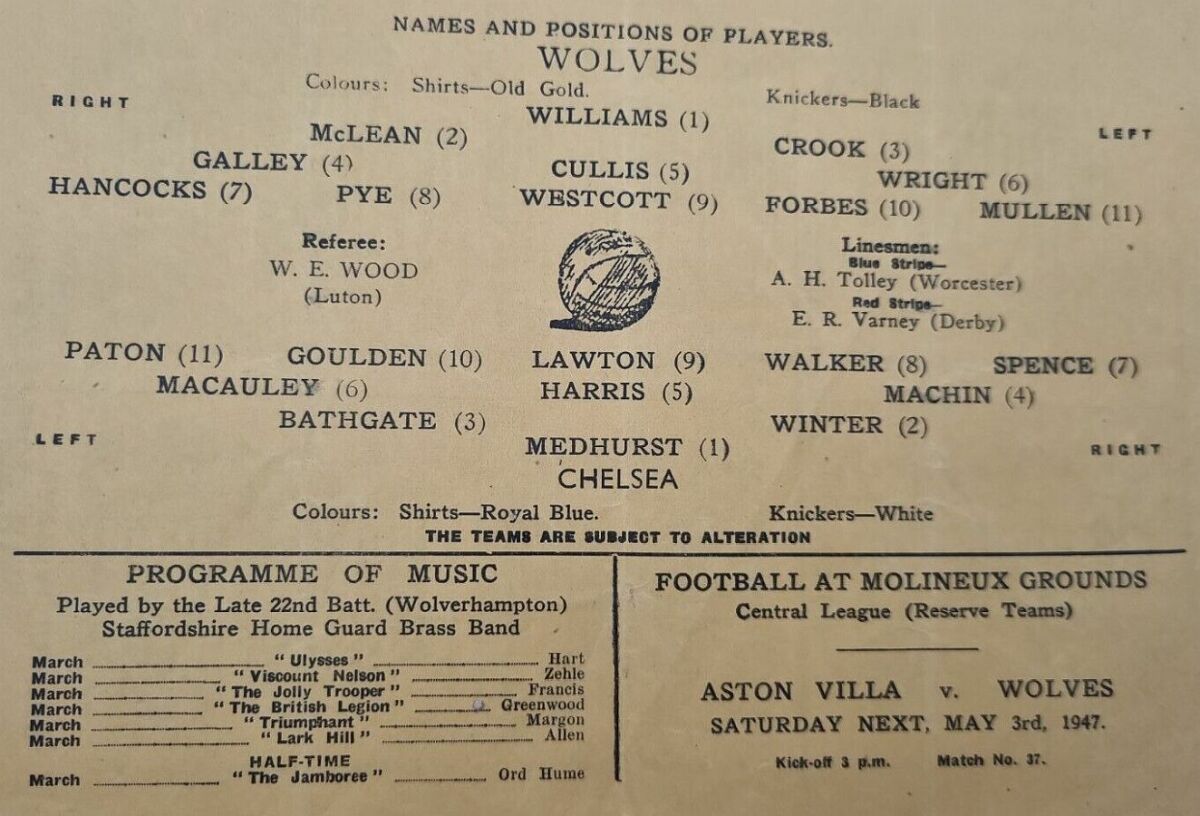 NAMES AND POSITIONS OF PLAYERS.
WOLVES
Colours: Shirts—Old Gold. Knickers—Black
RIGHT
WILLIAMS (1)
LEFT
McLEAN (2) CROOK (3)
GALLEY (4) CULLIS (5) WRIGHT (6)
HANCOCKS (7) PYE (8) WESTCOTT (9) FORBES (10) MULLEN (11)
Referee:
W. E. WOOD
(Luton)
Linesmen:
Blue Stripe—
A. H. Tolley (Worcester)
Red Stripe—
E. R. Varney (Derby)
PATON (11) GOULDEN (10) LAWTON (9) WALKER (8) SPENCE (7)
MACAULEY (6) HARRIS (5) MACHIN (4)
BATHGATE (3) WINTER (2)
LEFT
MEDHURST (1)
RIGHT
CHELSEA
Colours: Shirts—Royal Blue. Knickers—White
THE TEAMS ARE SUBJECT TO ALTERATION
PROGRAMME OF MUSIC
Played by the Late 22nd Batt. (Wolverhampton)
Staffordshire Home Guard Brass Band
March "Ulysses" Hart
March "Viscount Nelson" Zehle
March "The Jolly Trooper" Francis
March "The British Legion" Greenwood
March "Triumphant" Margon
March "Lark Hill" Allen
HALF-TIME
March "The Jamboree" Ord Hume
FOOTBALL AT MOLINEUX GROUNDS
Central League (Reserve Teams)
ASTON VILLA v. WOLVES
SATURDAY NEXT, MAY 3rd, 1947.
Kick-off 3 p.m. Match No. 37.